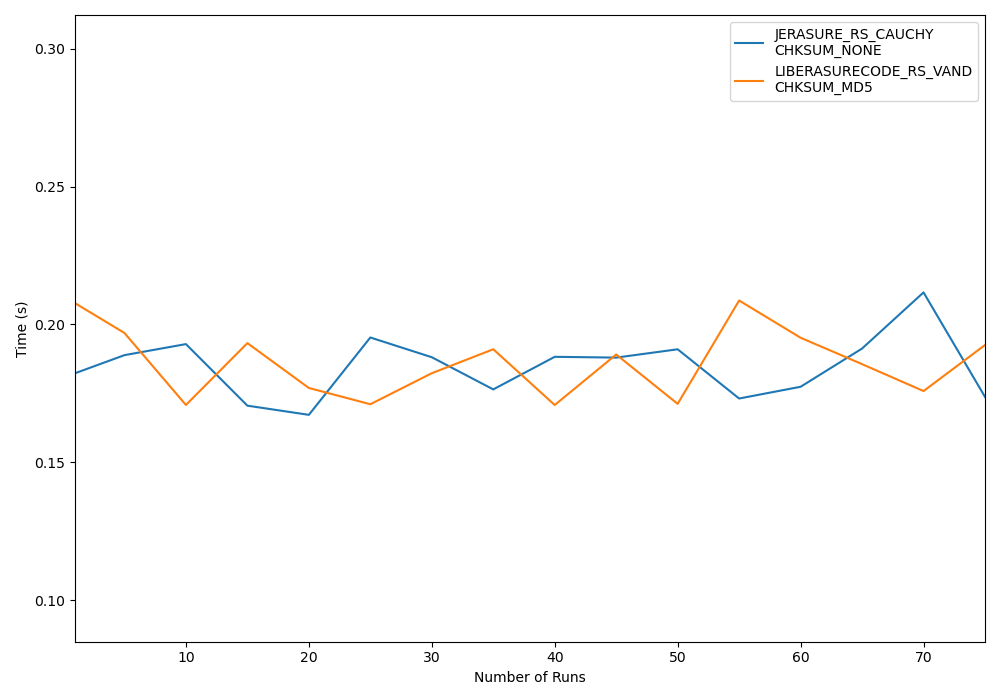 0.30
0.25
0.20
0.15
0.10
Time (s)
10 20 30 40 50 60 70
Number of Runs
JERASURE_RS_CAUCHY
CHKSUM_NONE
LIBERASURECODE_RS_VAND
CHKSUM_MD5